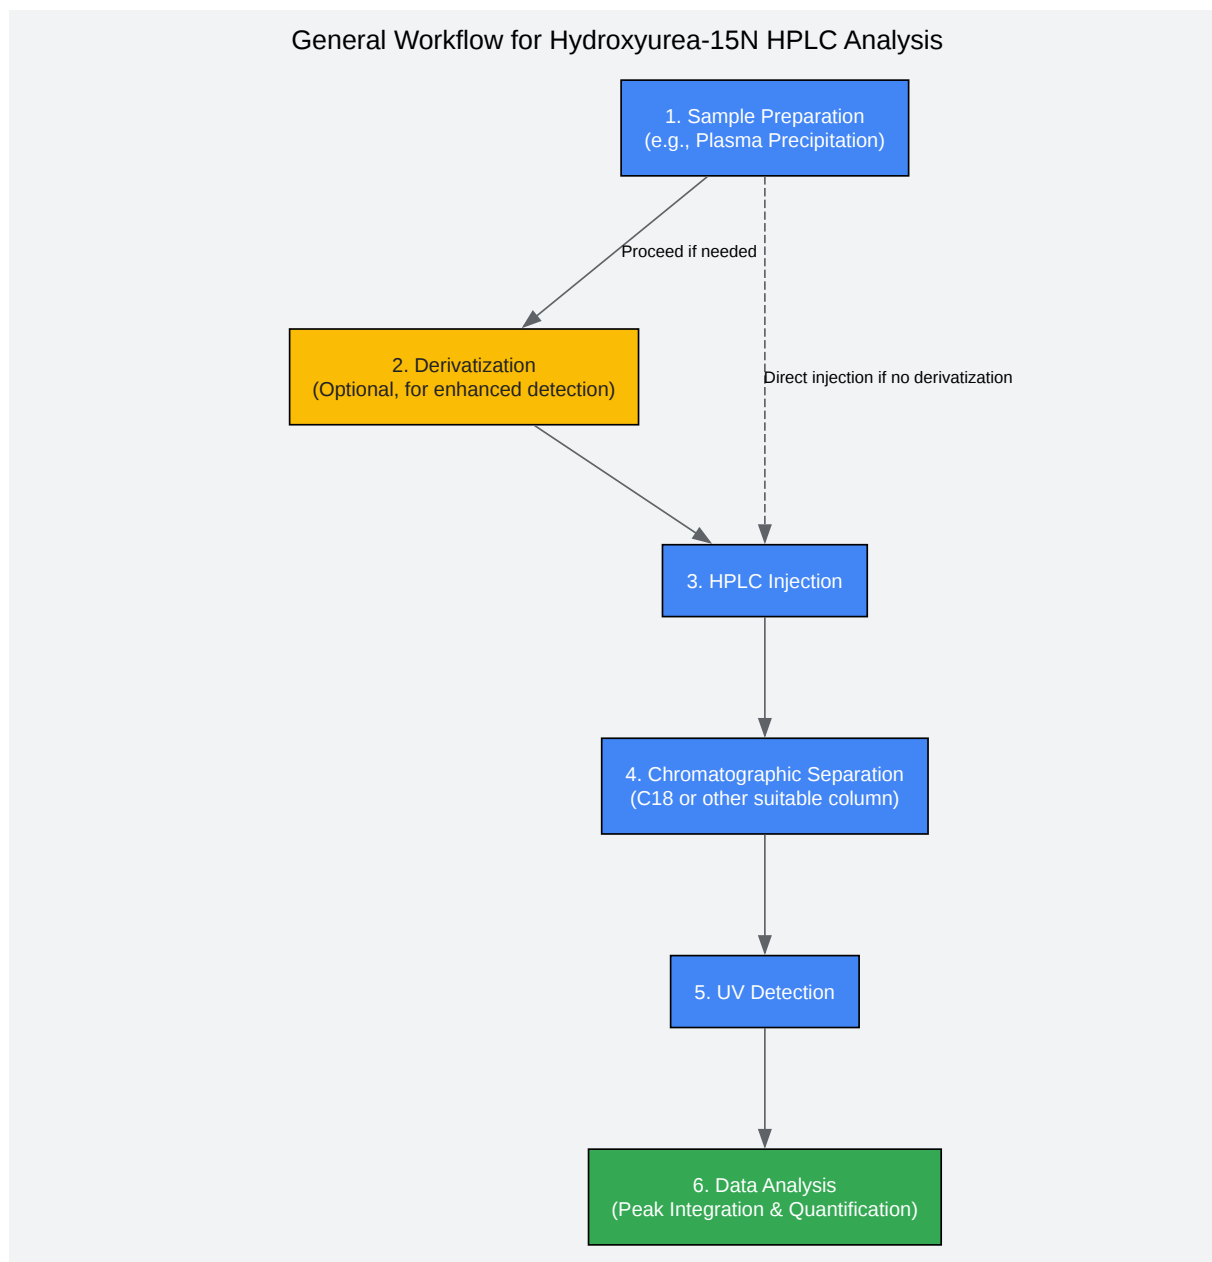 General Workflow for Hydroxyurea-15N HPLC Analysis
1. Sample Preparation
(e.g., Plasma Precipitation)
Proceed if needed
2. Derivatization
(Optional, for enhanced detection)
Direct injection if no derivatization
3. HPLC Injection
4. Chromatographic Separation
(C18 or other suitable column)
5. UV Detection
6. Data Analysis
(Peak Integration & Quantification)